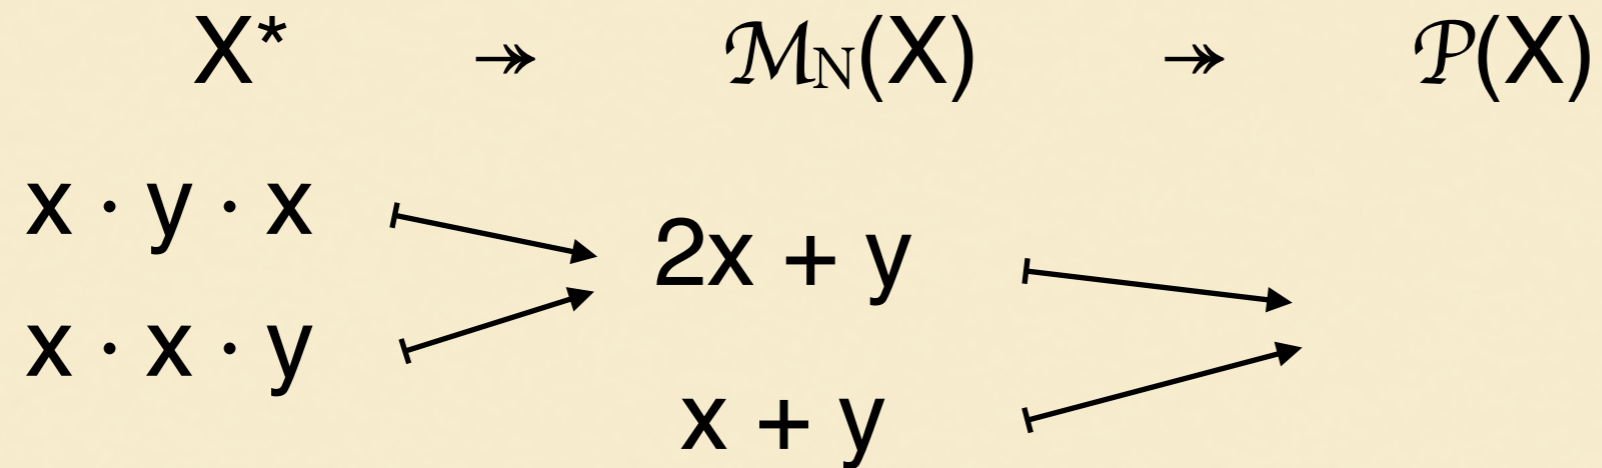 X* ↠ ℳN(X) ↠ 𝒫(X)
x · y · x
2x + y
x · x · y
x + y